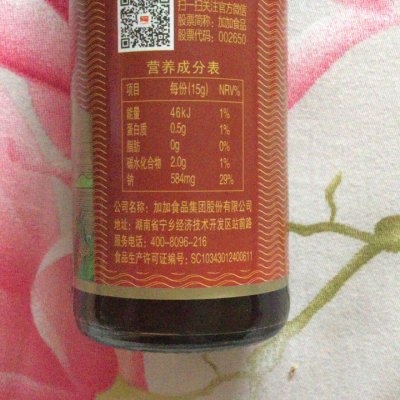 扫一扫关注官方微信
股票简称：加加食品
股票代码：002650
营养成分表
项目 每份(15g) NRV%
能量 46kJ 1%
蛋白质 0.5g 1%
脂肪 0g 0%
碳水化合物 2.0g 1%
钠 584mg 29%
公司名称：加加食品集团股份有限公司
地址：湖南省宁乡经济技术开发区站前路
服务电话：400-8096-216
食品生产许可证编号：SC10343012400611